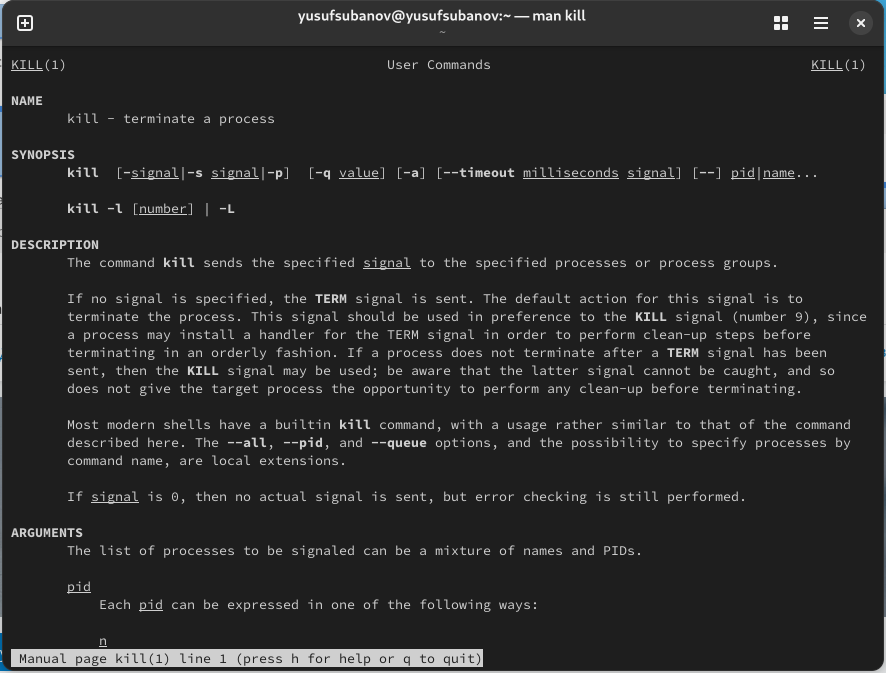 yusufsubanov@yusufsubanov:~ — man kill
~
KILL(1) User Commands KILL(1)
NAME
kill - terminate a process
SYNOPSIS
kill [-signal|-s signal|-p] [-q value] [-a] [--timeout milliseconds signal] [--] pid|name...
kill -l [number] | -L
DESCRIPTION
The command kill sends the specified signal to the specified processes or process groups.
If no signal is specified, the TERM signal is sent. The default action for this signal is to
terminate the process. This signal should be used in preference to the KILL signal (number 9), since
a process may install a handler for the TERM signal in order to perform clean-up steps before
terminating in an orderly fashion. If a process does not terminate after a TERM signal has been
sent, then the KILL signal may be used; be aware that the latter signal cannot be caught, and so
does not give the target process the opportunity to perform any clean-up before terminating.
Most modern shells have a builtin kill command, with a usage rather similar to that of the command
described here. The --all, --pid, and --queue options, and the possibility to specify processes by
command name, are local extensions.
If signal is 0, then no actual signal is sent, but error checking is still performed.
ARGUMENTS
The list of processes to be signaled can be a mixture of names and PIDs.
pid
Each pid can be expressed in one of the following ways:
n
Manual page kill(1) line 1 (press h for help or q to quit)